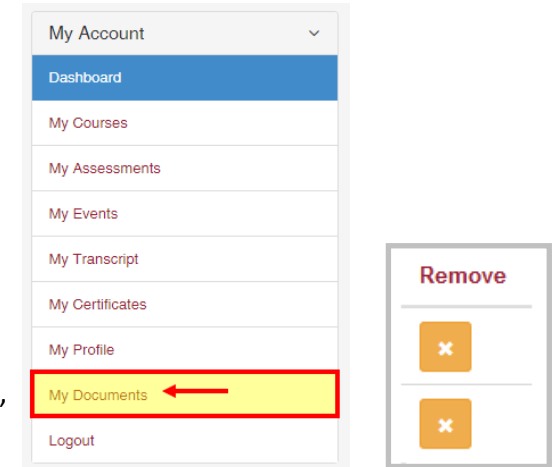 My Account
Dashboard
My Courses
My Assessments
My Events
My Transcript
My Certificates
My Profile
, My Documents
Logout
Remove